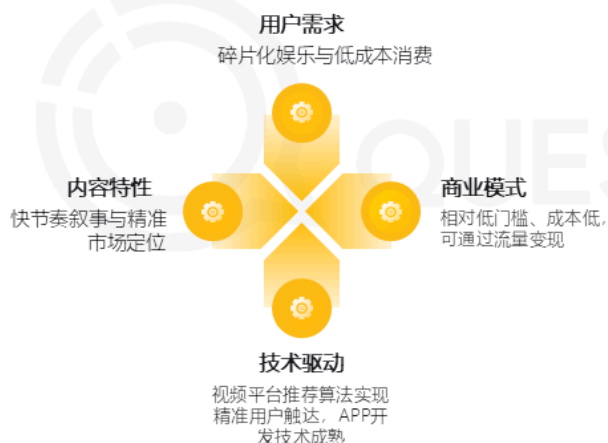 用户需求
碎片化娱乐与低成本消费
内容特性
快节奏叙事与精准
市场定位
商业模式
相对低门槛、成本低，
可通过流量变现
技术驱动
视频平台推荐算法实现
精准用户触达，APP开
发技术成熟
QUES